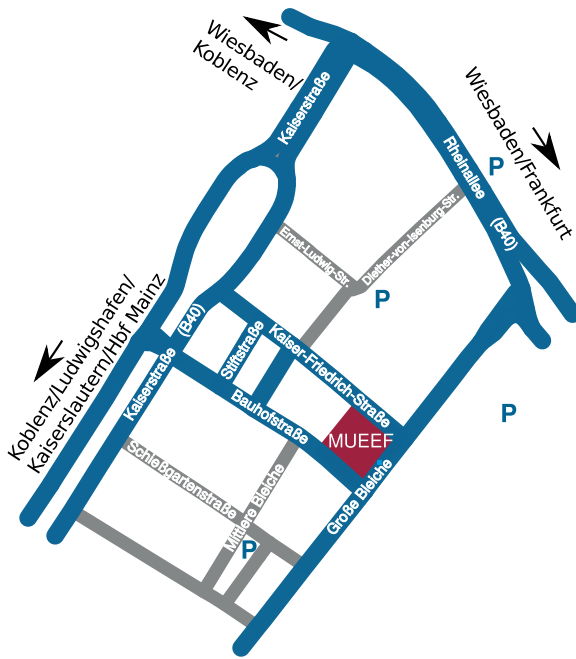 Wiesbaden/
Koblenz
Kaiserstraße
Wiesbaden/Frankfurt
Rheinallee
P
(B40)
Diether-von-Isenburg-Str.
Ernst-Ludwig-Str.
P
(B40)
Kaiser-Friedrich-Straße
Stiftstraße
Koblenz/Ludwigshafen/
Kaiserslautern/Hbf Mainz
Kaiserstraße
Bauhofstraße
P
MUEEF
Schießgartenstraße
Mittlere Bleiche
Große Bleiche
P